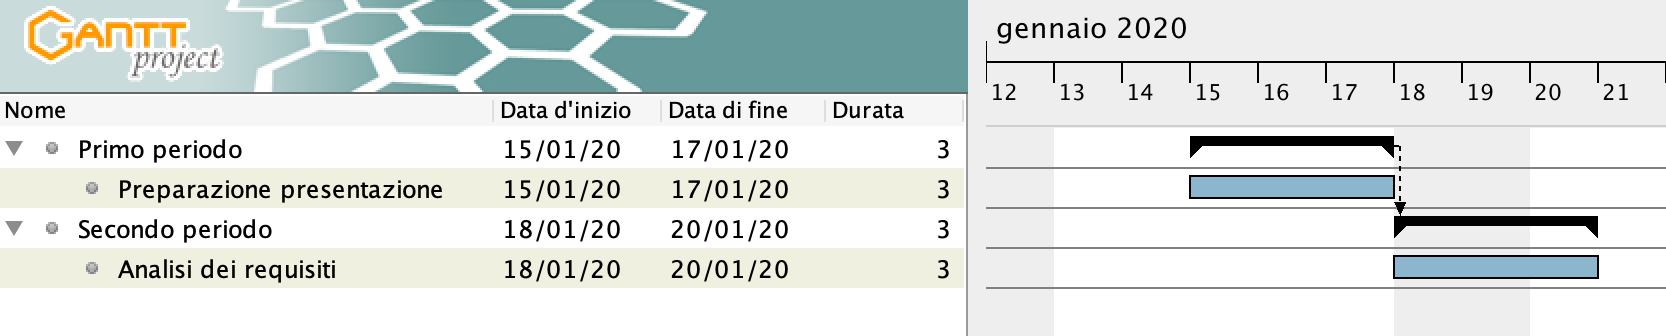 GANTT
project
gennaio 2020
12 13 14 15 16 17 18 19 20 21
Nome Data d'inizio Data di fine Durata
Primo periodo 15/01/20 17/01/20 3
Preparazione presentazione 15/01/20 17/01/20 3
Secondo periodo 18/01/20 20/01/20 3
Analisi dei requisiti 18/01/20 20/01/20 3